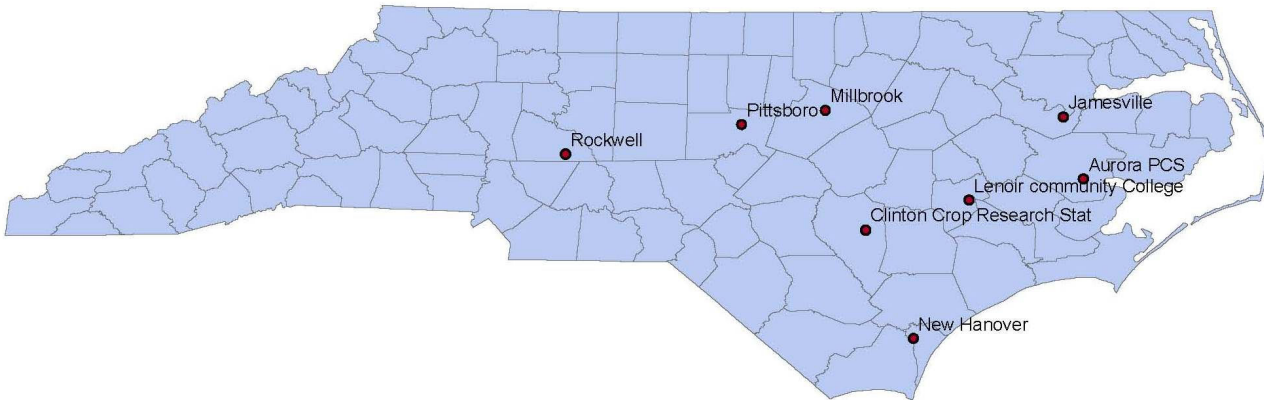 Millbrook
Jamesville
Pittsboro
Rockwell
Aurora PCS
Lenoir community College
Clinton Crop Research Stat
New Hanover